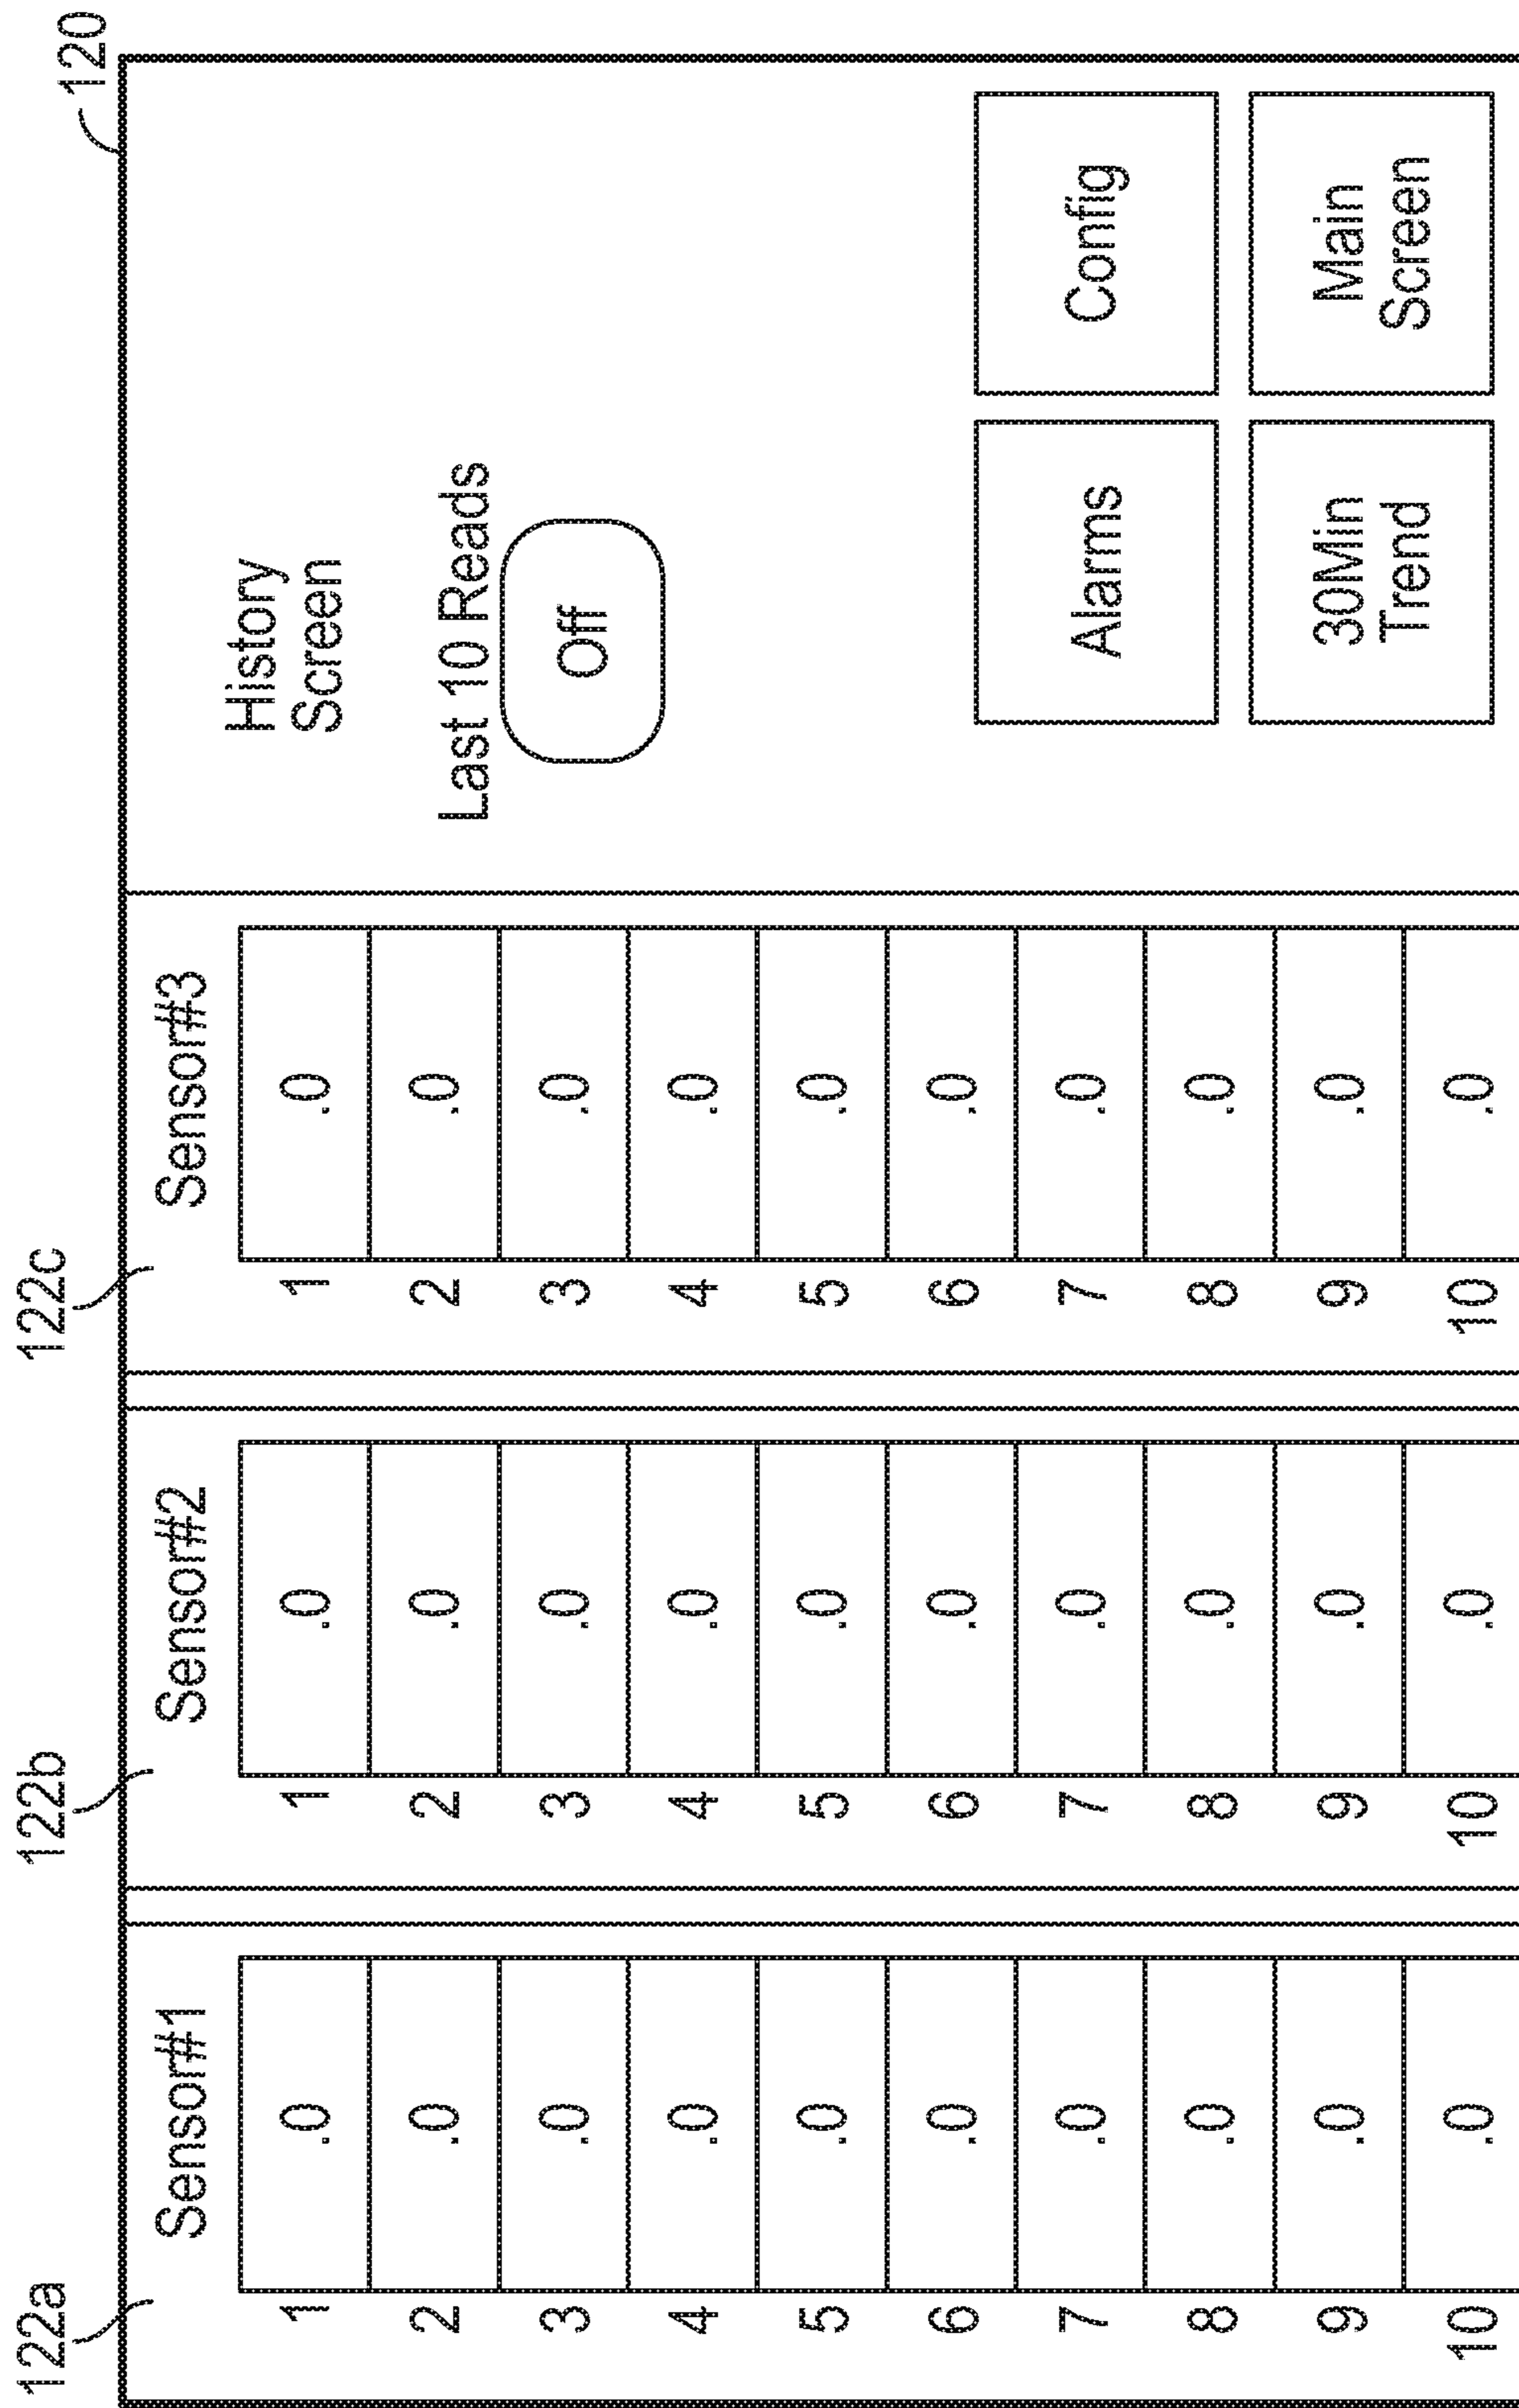 120
122a
122b
122c
Sensor#1
1 .0
2 .0
3 .0
4 .0
5 .0
6 .0
7 .0
8 .0
9 .0
10 .0
Sensor#2
1 .0
2 .0
3 .0
4 .0
5 .0
6 .0
7 .0
8 .0
9 .0
10 .0
Sensor#3
1 .0
2 .0
3 .0
4 .0
5 .0
6 .0
7 .0
8 .0
9 .0
10 .0
History
Screen
Last 10 Reads
Off
Alarms
Config
30Min
Trend
Main
Screen